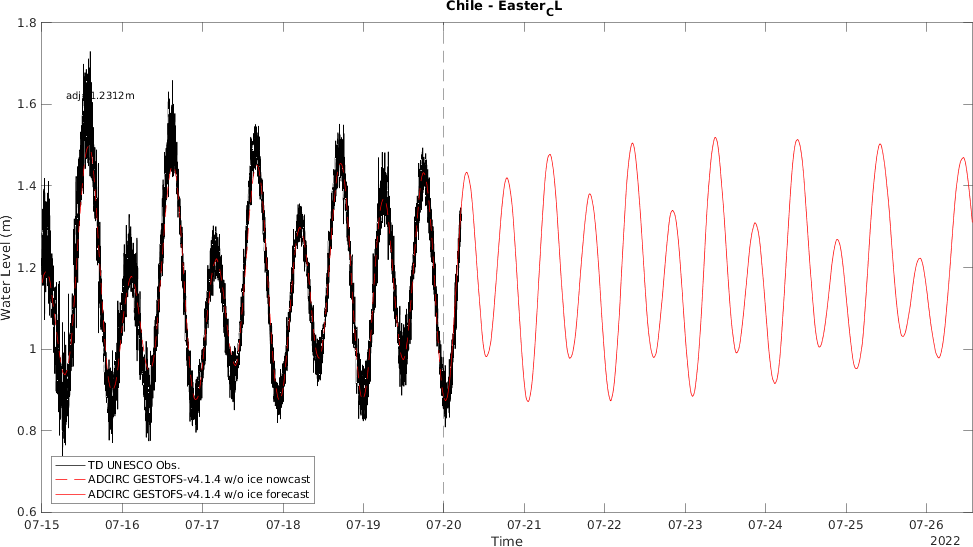 Chile - Easter_CL
1.8
1.6
1.4
1.2
1
0.8
0.6
Water Level (m)
1.2312m
TD UNESCO Obs.
ADCIRC GESTOFS-v4.1.4 w/o ice nowcast
ADCIRC GESTOFS-v4.1.4 w/o ice forecast
07-15 07-16 07-17 07-18 07-19 07-20 07-21 07-22 07-23 07-24 07-25 07-26
Time
2022